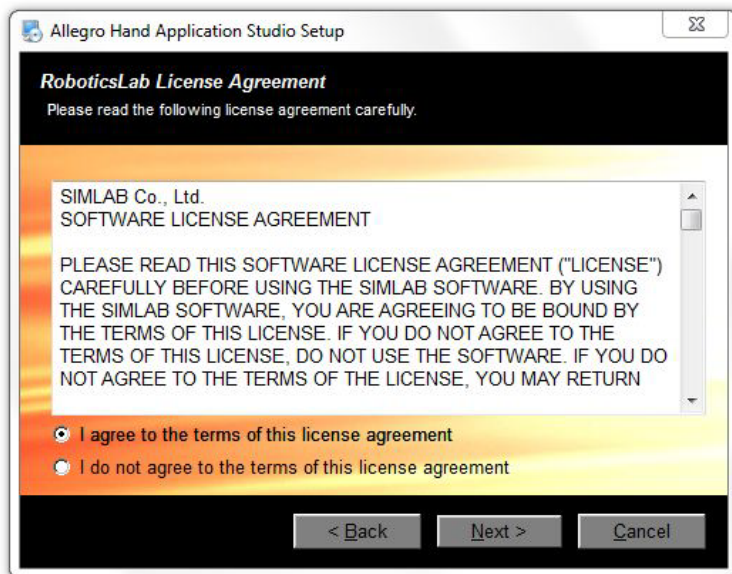 Allegro Hand Application Studio Setup
RoboticsLab License Agreement
Please read the following license agreement carefully.
SIMLAB Co., Ltd.
SOFTWARE LICENSE AGREEMENT
PLEASE READ THIS SOFTWARE LICENSE AGREEMENT ("LICENSE")
CAREFULLY BEFORE USING THE SIMLAB SOFTWARE. BY USING
THE SIMLAB SOFTWARE, YOU ARE AGREEING TO BE BOUND BY
THE TERMS OF THIS LICENSE. IF YOU DO NOT AGREE TO THE
TERMS OF THIS LICENSE, DO NOT USE THE SOFTWARE. IF YOU DO
NOT AGREE TO THE TERMS OF THE LICENSE, YOU MAY RETURN
I agree to the terms of this license agreement
I do not agree to the terms of this license agreement
< Back Next > Cancel